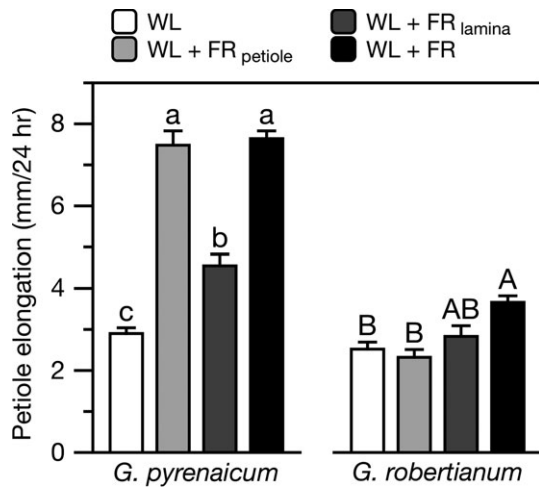 WL
WL + FR lamina
WL + FR petiole
WL + FR
Petiole elongation (mm/24 hr)
8
6
4
2
0
c
a
b
a
B
B
AB
A
G. pyrenaicum
G. robertianum